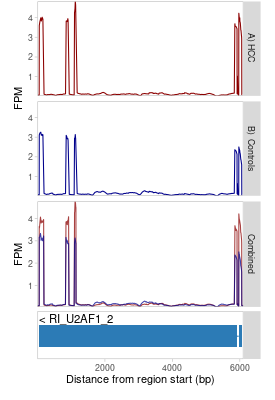 4
3
2
1
A) HCC
FPM
4
3
2
1
B) Controls
4
3
2
1
Combined
FPM
< RI_U2AF1_2
2000 4000 6000
Distance from region start (bp)